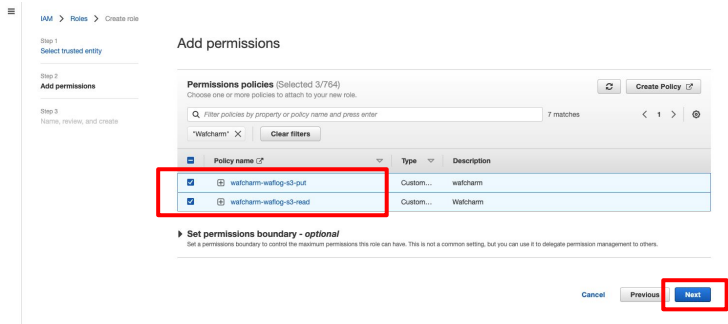 IAM > Roles > Create role
Step 1
Select trusted entity
Step 2
Add permissions
Step 3
Name, review, and create
Add permissions
Permissions policies (Selected 3/764)
Choose one or more policies to attach to your new role.
Create Policy
Filter policies by property or policy name and press enter
7 matches
< 1 >
"Wafcharm" X
Clear filters
Policy name Type Description
wafcharm-waflog-s3-put Custom... wafcharm
wafcharm-waflog-s3-read Custom... Wafcharm
Set permissions boundary - optional
Set a permissions boundary to control the maximum permissions this role can have. This is not a common setting, but you can use it to delegate permission management to others.
Cancel Previous Next